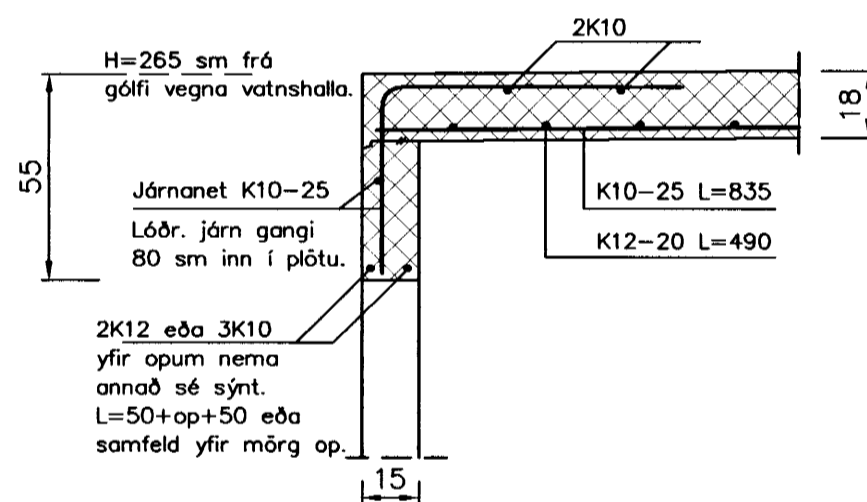 2K10
H=265 sm frá
gólfi vegna vatnshalla.
18
55
Járnanet K10-25
Lóðr. járn gangi
80 sm inn í plötu.
K10-25 L=835
K12-20 L=490
2K12 eða 3K10
yfir opum nema
annað sé sýnt.
L=50+op+50 eða
samfeld yfir mörg op.
15